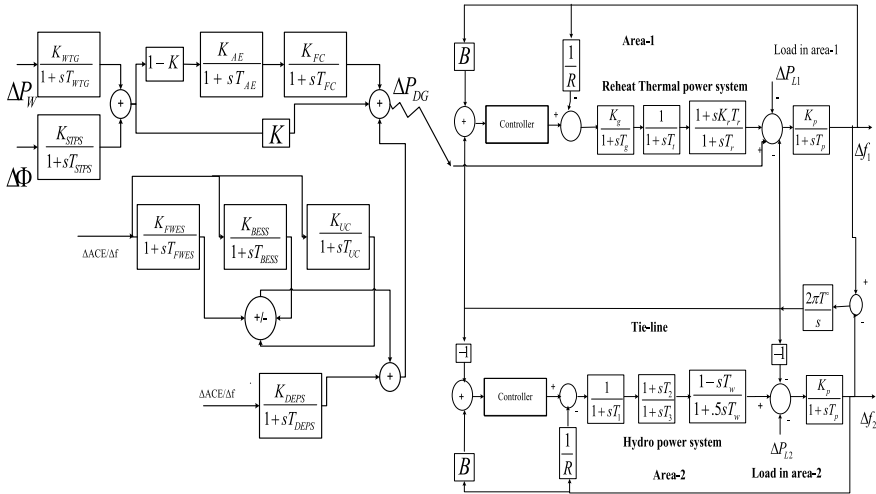 K_WTG
1 + sT_WTG
ΔP_W
K_STPS
1+sT_STPS
ΔΦ
+
1 - K
K_AE
1 + sT_AE
K_FC
1 + sT_FC
K
+
ΔP_DG
ΔACE/Δf
K_FWES
1+ sT_FWES
K_BESS
1+ sT_BESS
K_UC
1+ sT_UC
+/-
+
ΔACE/Δf
K_DEPS
1 + sT_DEPS
B
1
R
Area-1
Load in area-1
ΔP_L1
-
Reheat Thermal power system
+
Controller
+
-
K_g
1+sT_g
1
1+sT_t
1+sK_rT_r
1+sT_r
+
-
K_p
1+sT_p
Δf_1
2πT°
s
+
-
Tie-line
-1
-1
+
Controller
+
-
-
1
1+sT_1
1+sT_2
1+sT_3
1-sT_w
1+.5sT_w
+
-
-
K_p
1+sT_p
Δf_2
Hydro power system
ΔP_L2
B
1
R
Area-2
Load in area-2